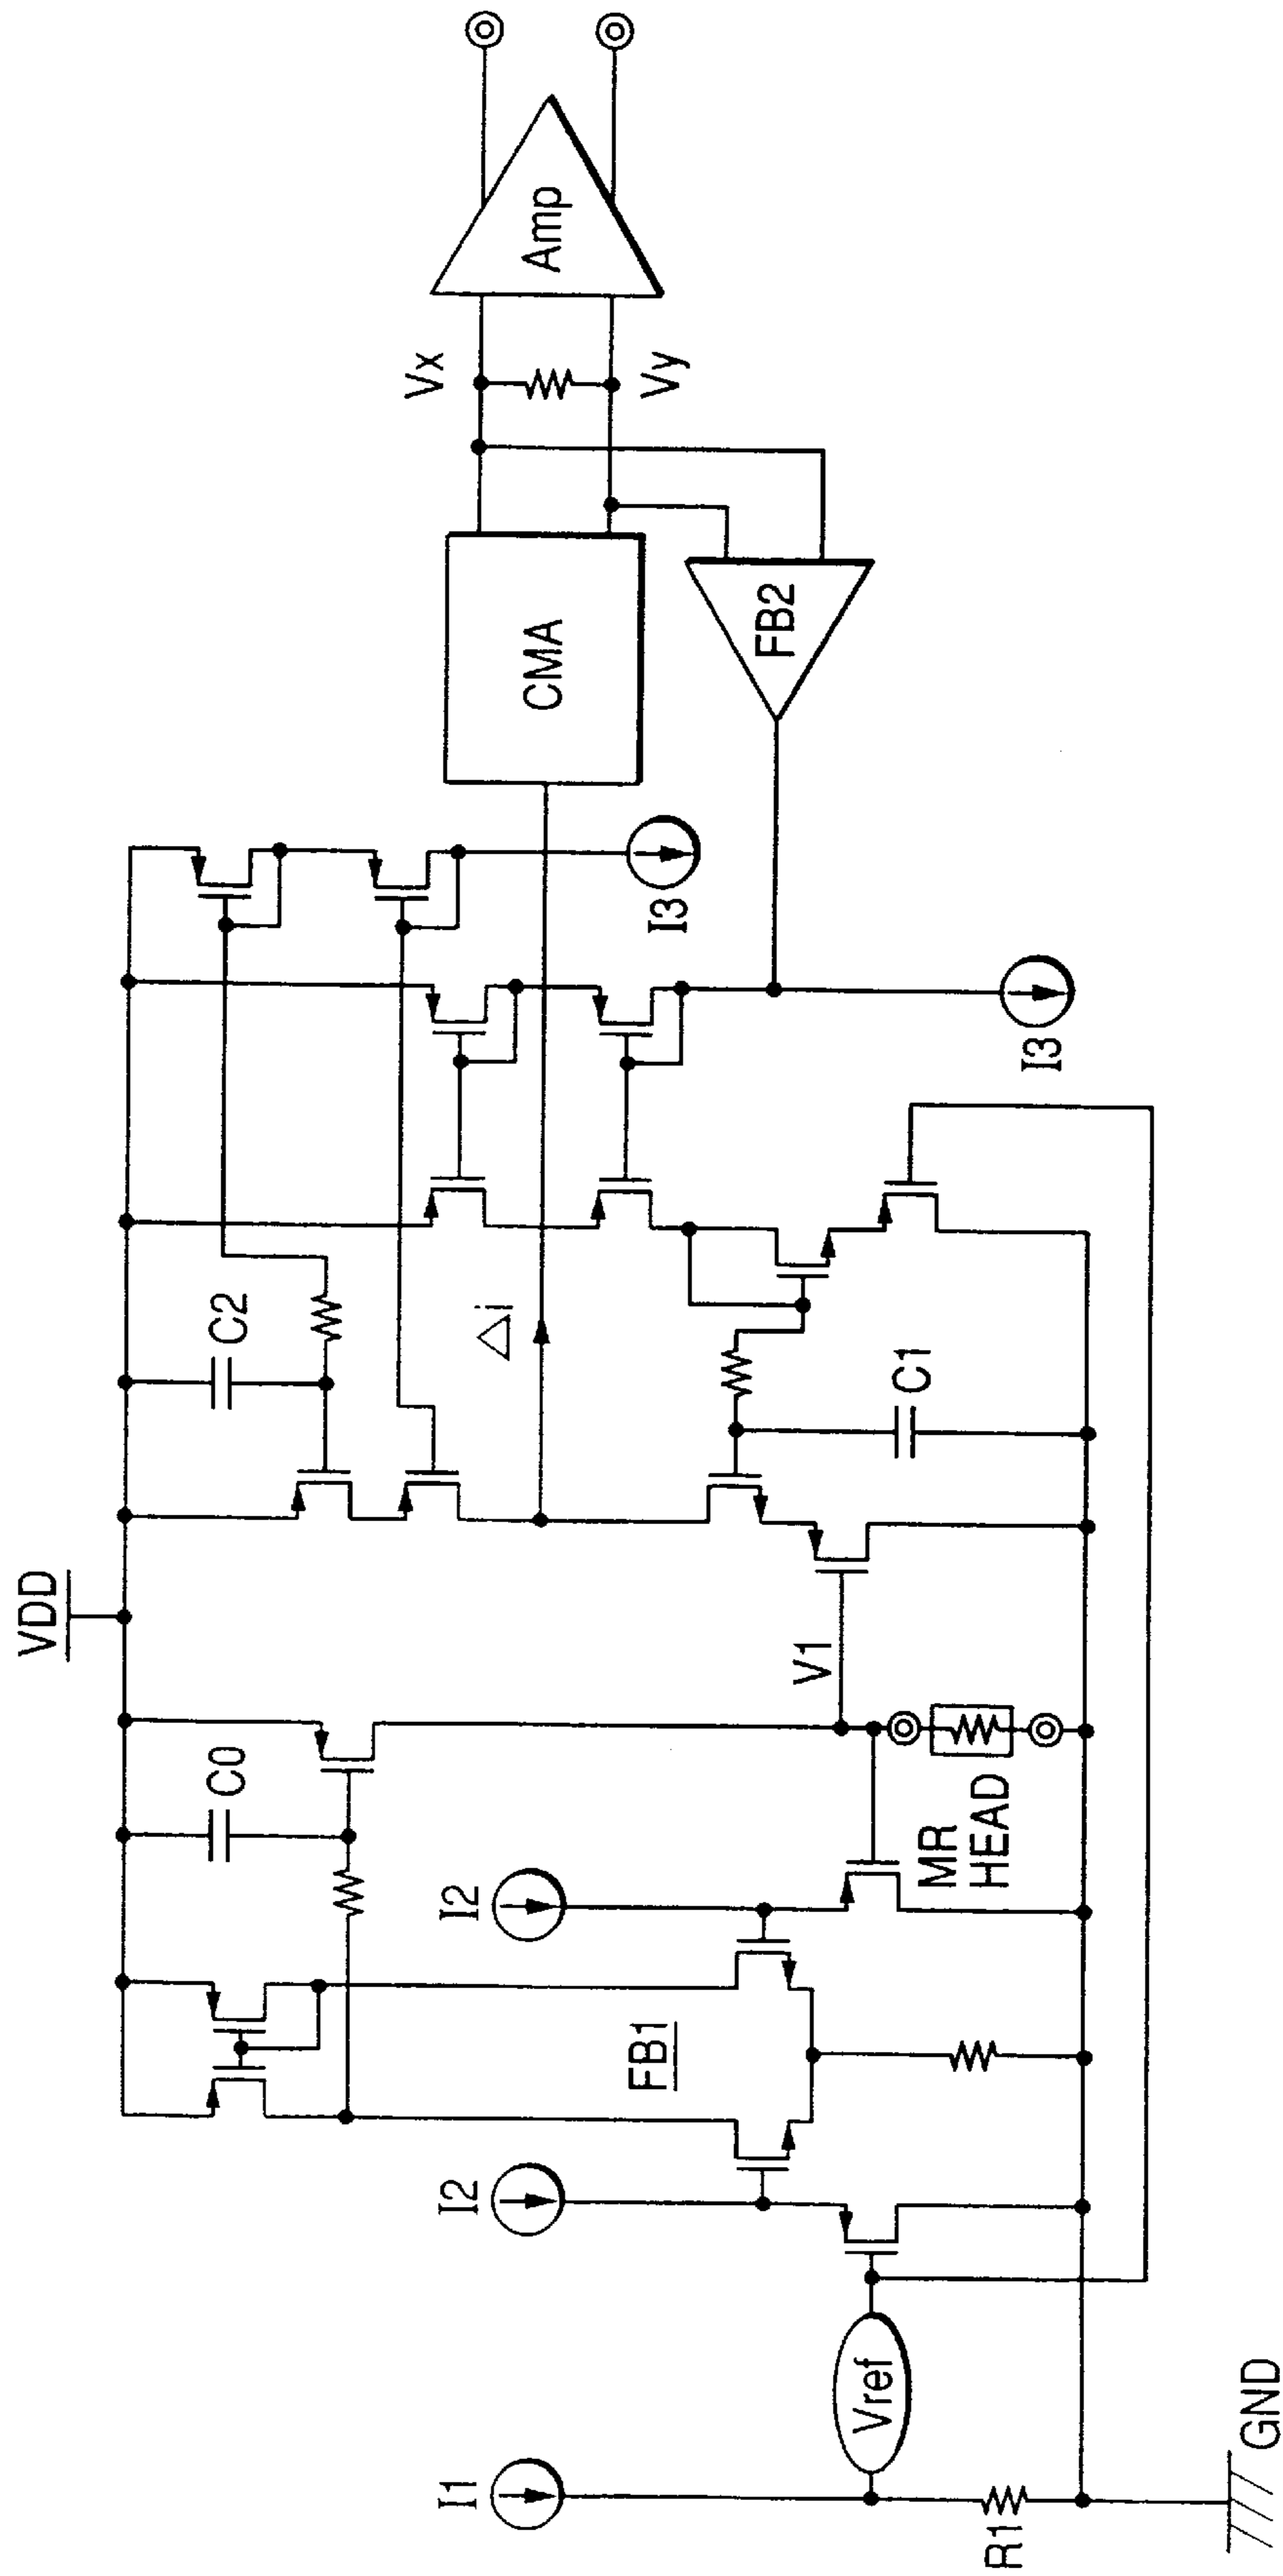 VDD
C0
C2
I2
I2
I1
FB1
Vref
R1
GND
MR
HEAD
V1
C1
△i
I3
I3
CMA
FB2
Vx
Vy
Amp